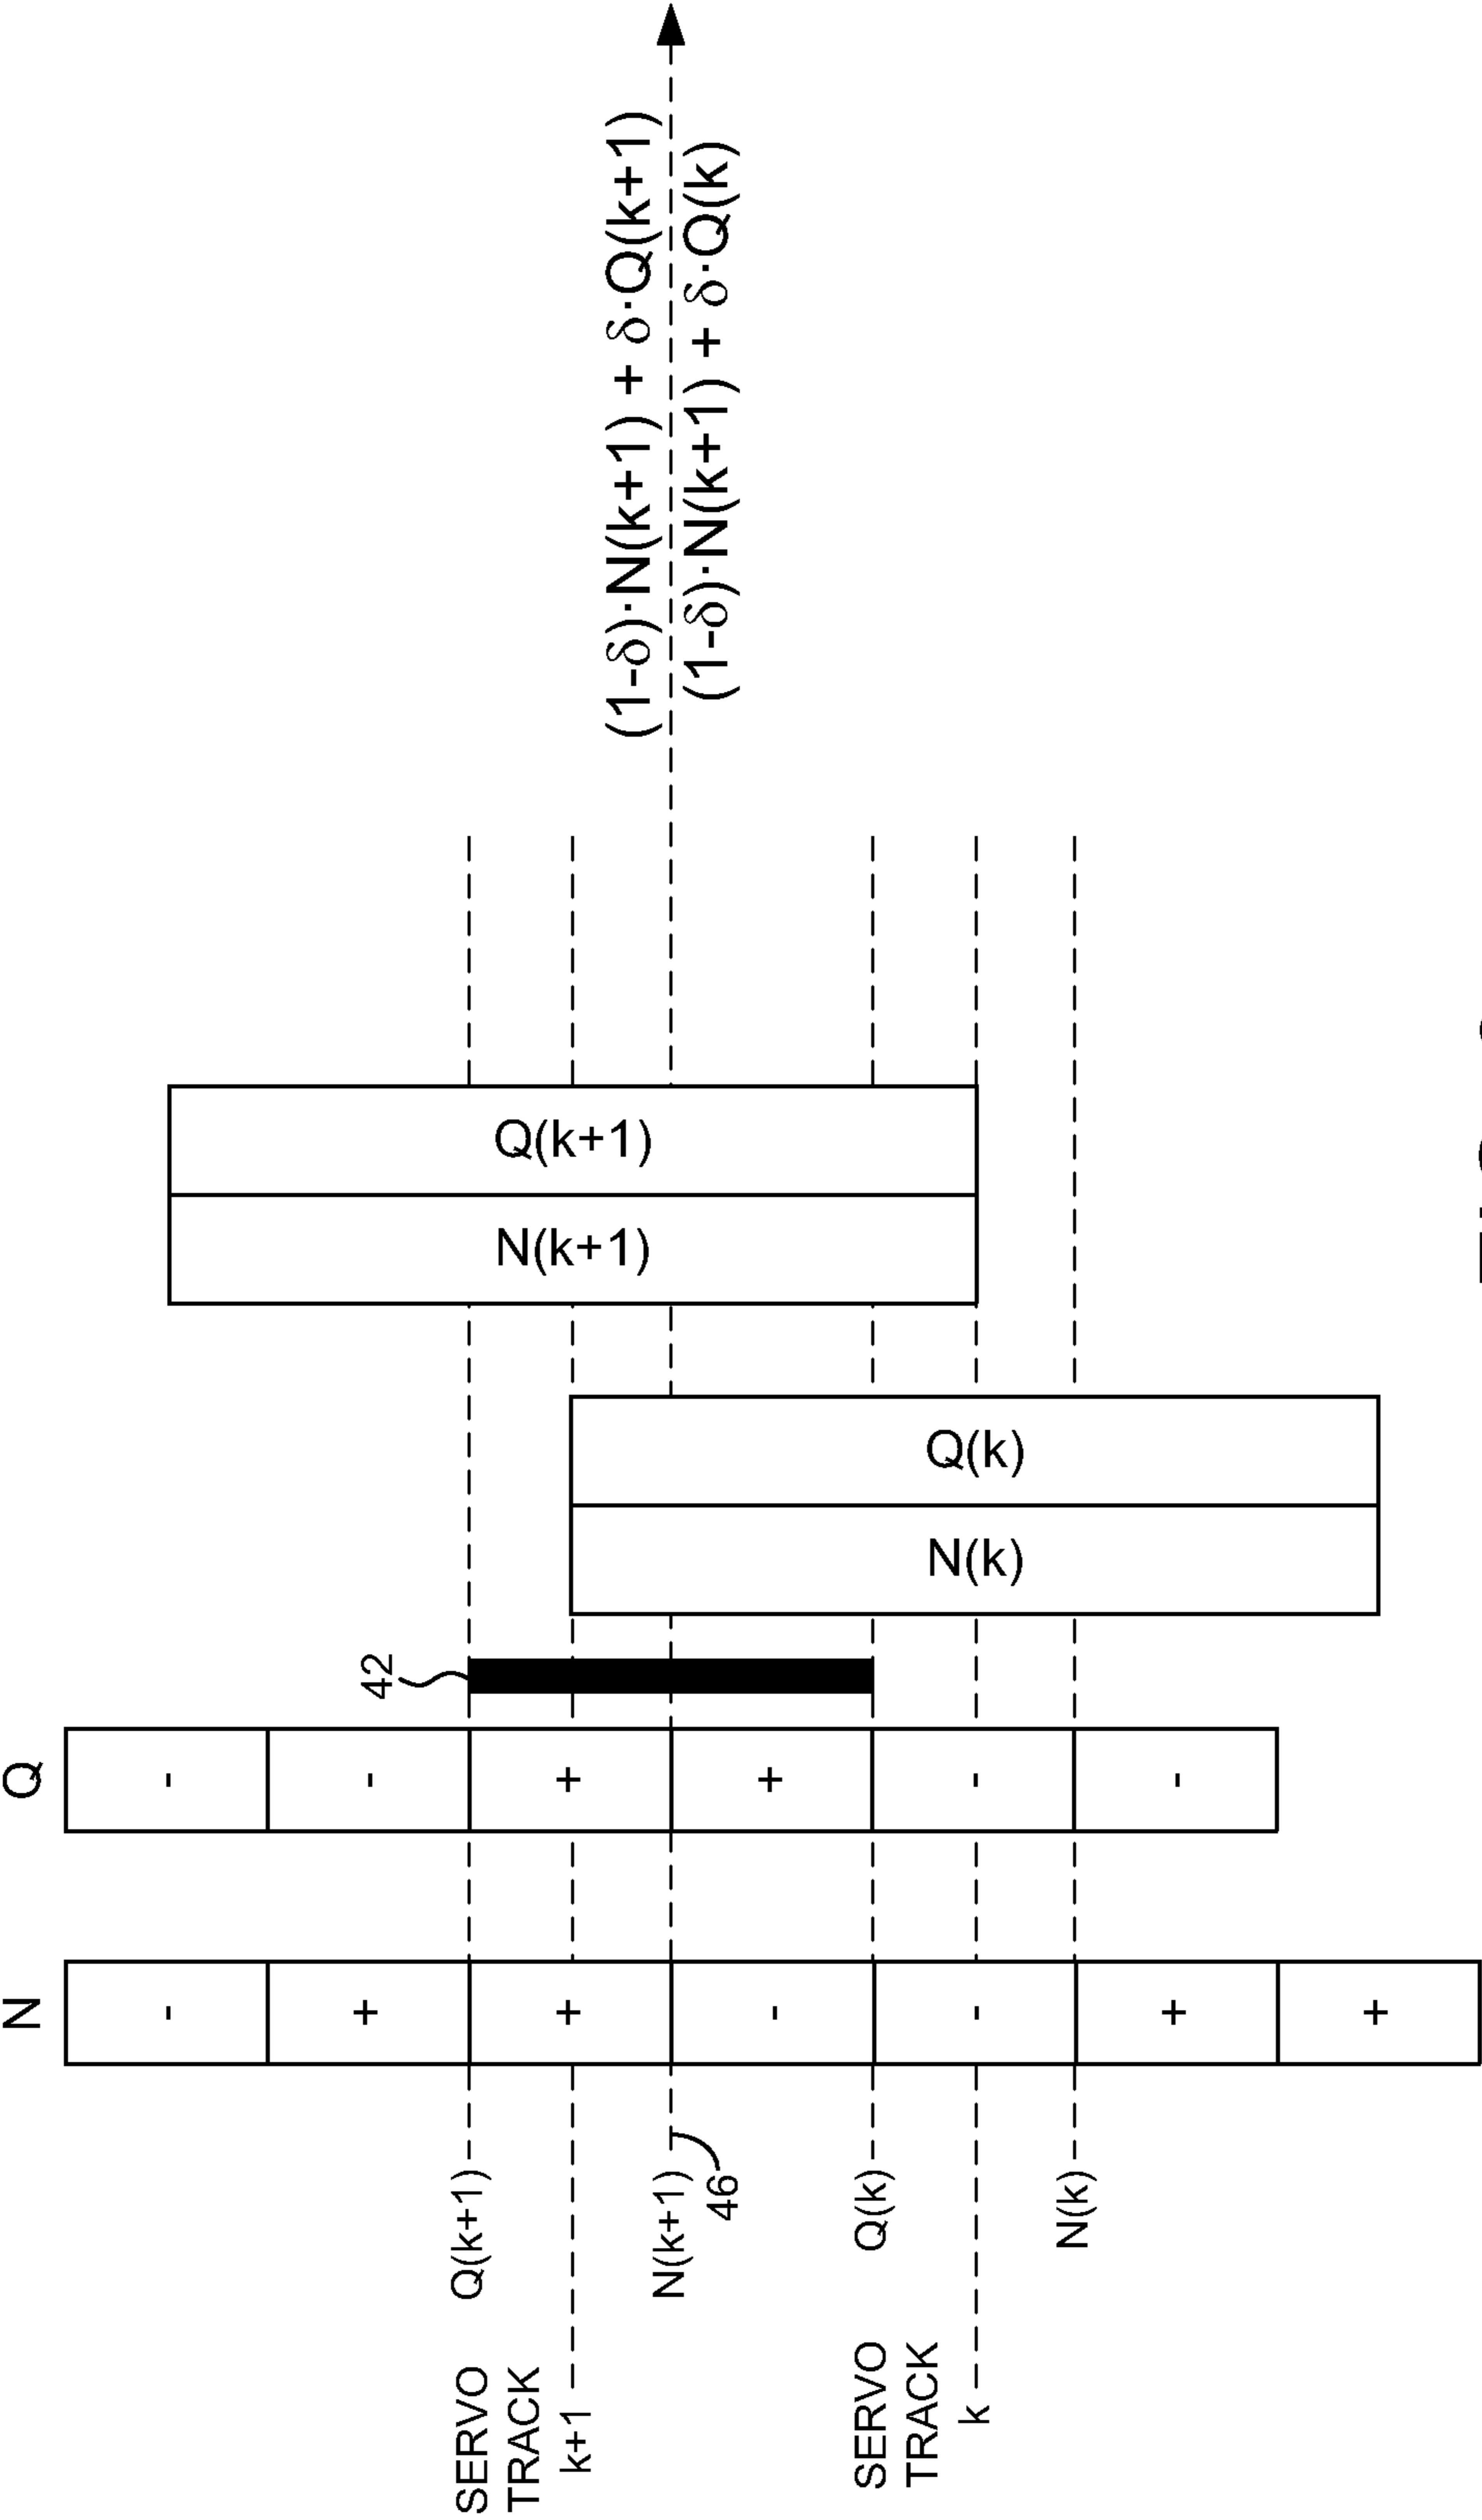 N
Q
-
-
42
SERVO
TRACK
k+1
Q(k+1)
+
-
+
+
N(k+1)
Q(k+1)
(1-δ)·N(k+1) + δ·Q(k+1)
N(k+1)
46
-
+
(1-δ)·N(k+1) + δ·Q(k)
SERVO
TRACK
k
Q(k)
-
-
N(k)
Q(k)
N(k)
+
-
+